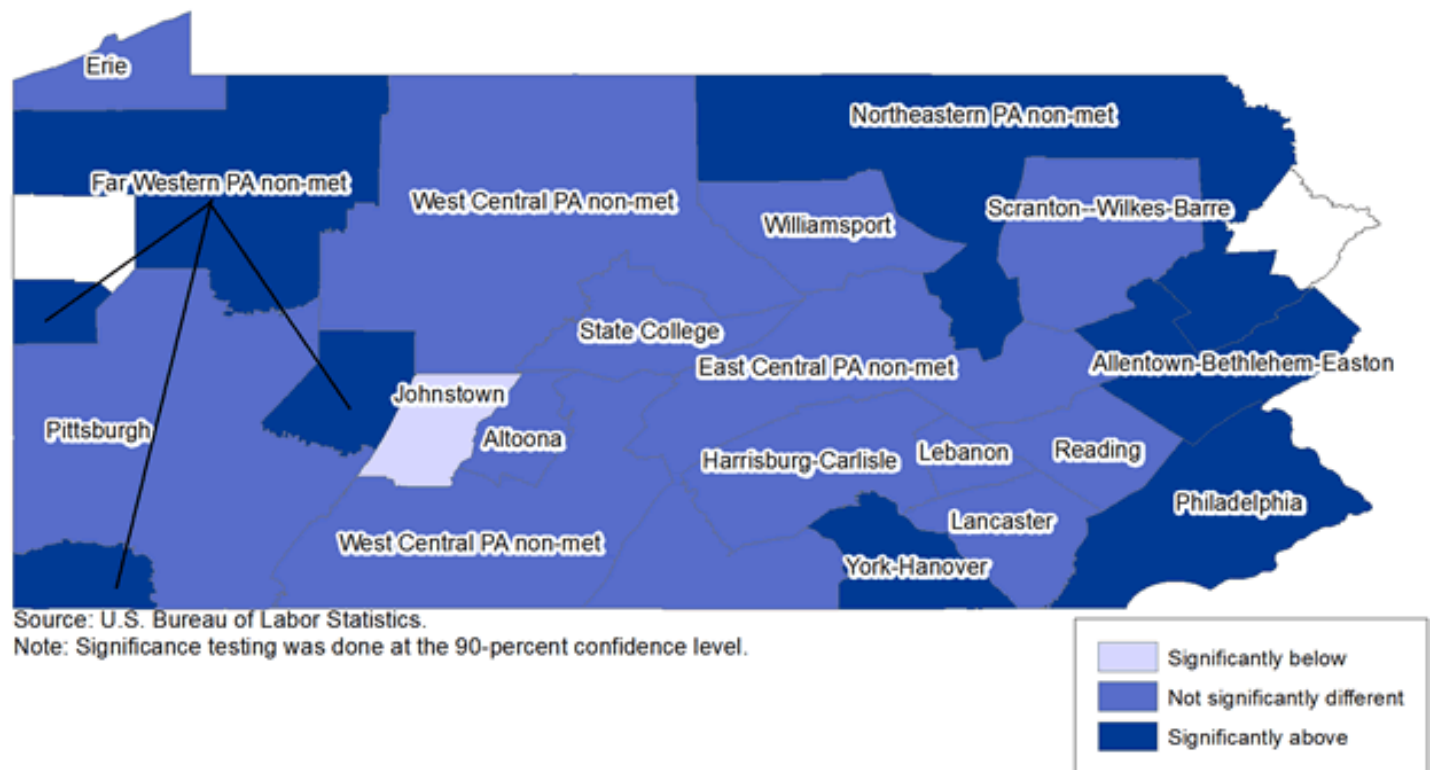 Erie
Northeastern PA non-met
Far Western PA non-met
West Central PA non-met
Scranton--Wilkes-Barre
Williamsport
State College
East Central PA non-met
Allentown-Bethlehem-Easton
Johnstown
Pittsburgh
Altoona
Harrisburg-Carlisle
Lebanon
Reading
Philadelphia
Lancaster
West Central PA non-met
York-Hanover
Source: U.S. Bureau of Labor Statistics.
Note: Significance testing was done at the 90-percent confidence level.
Significantly below
Not significantly different
Significantly above